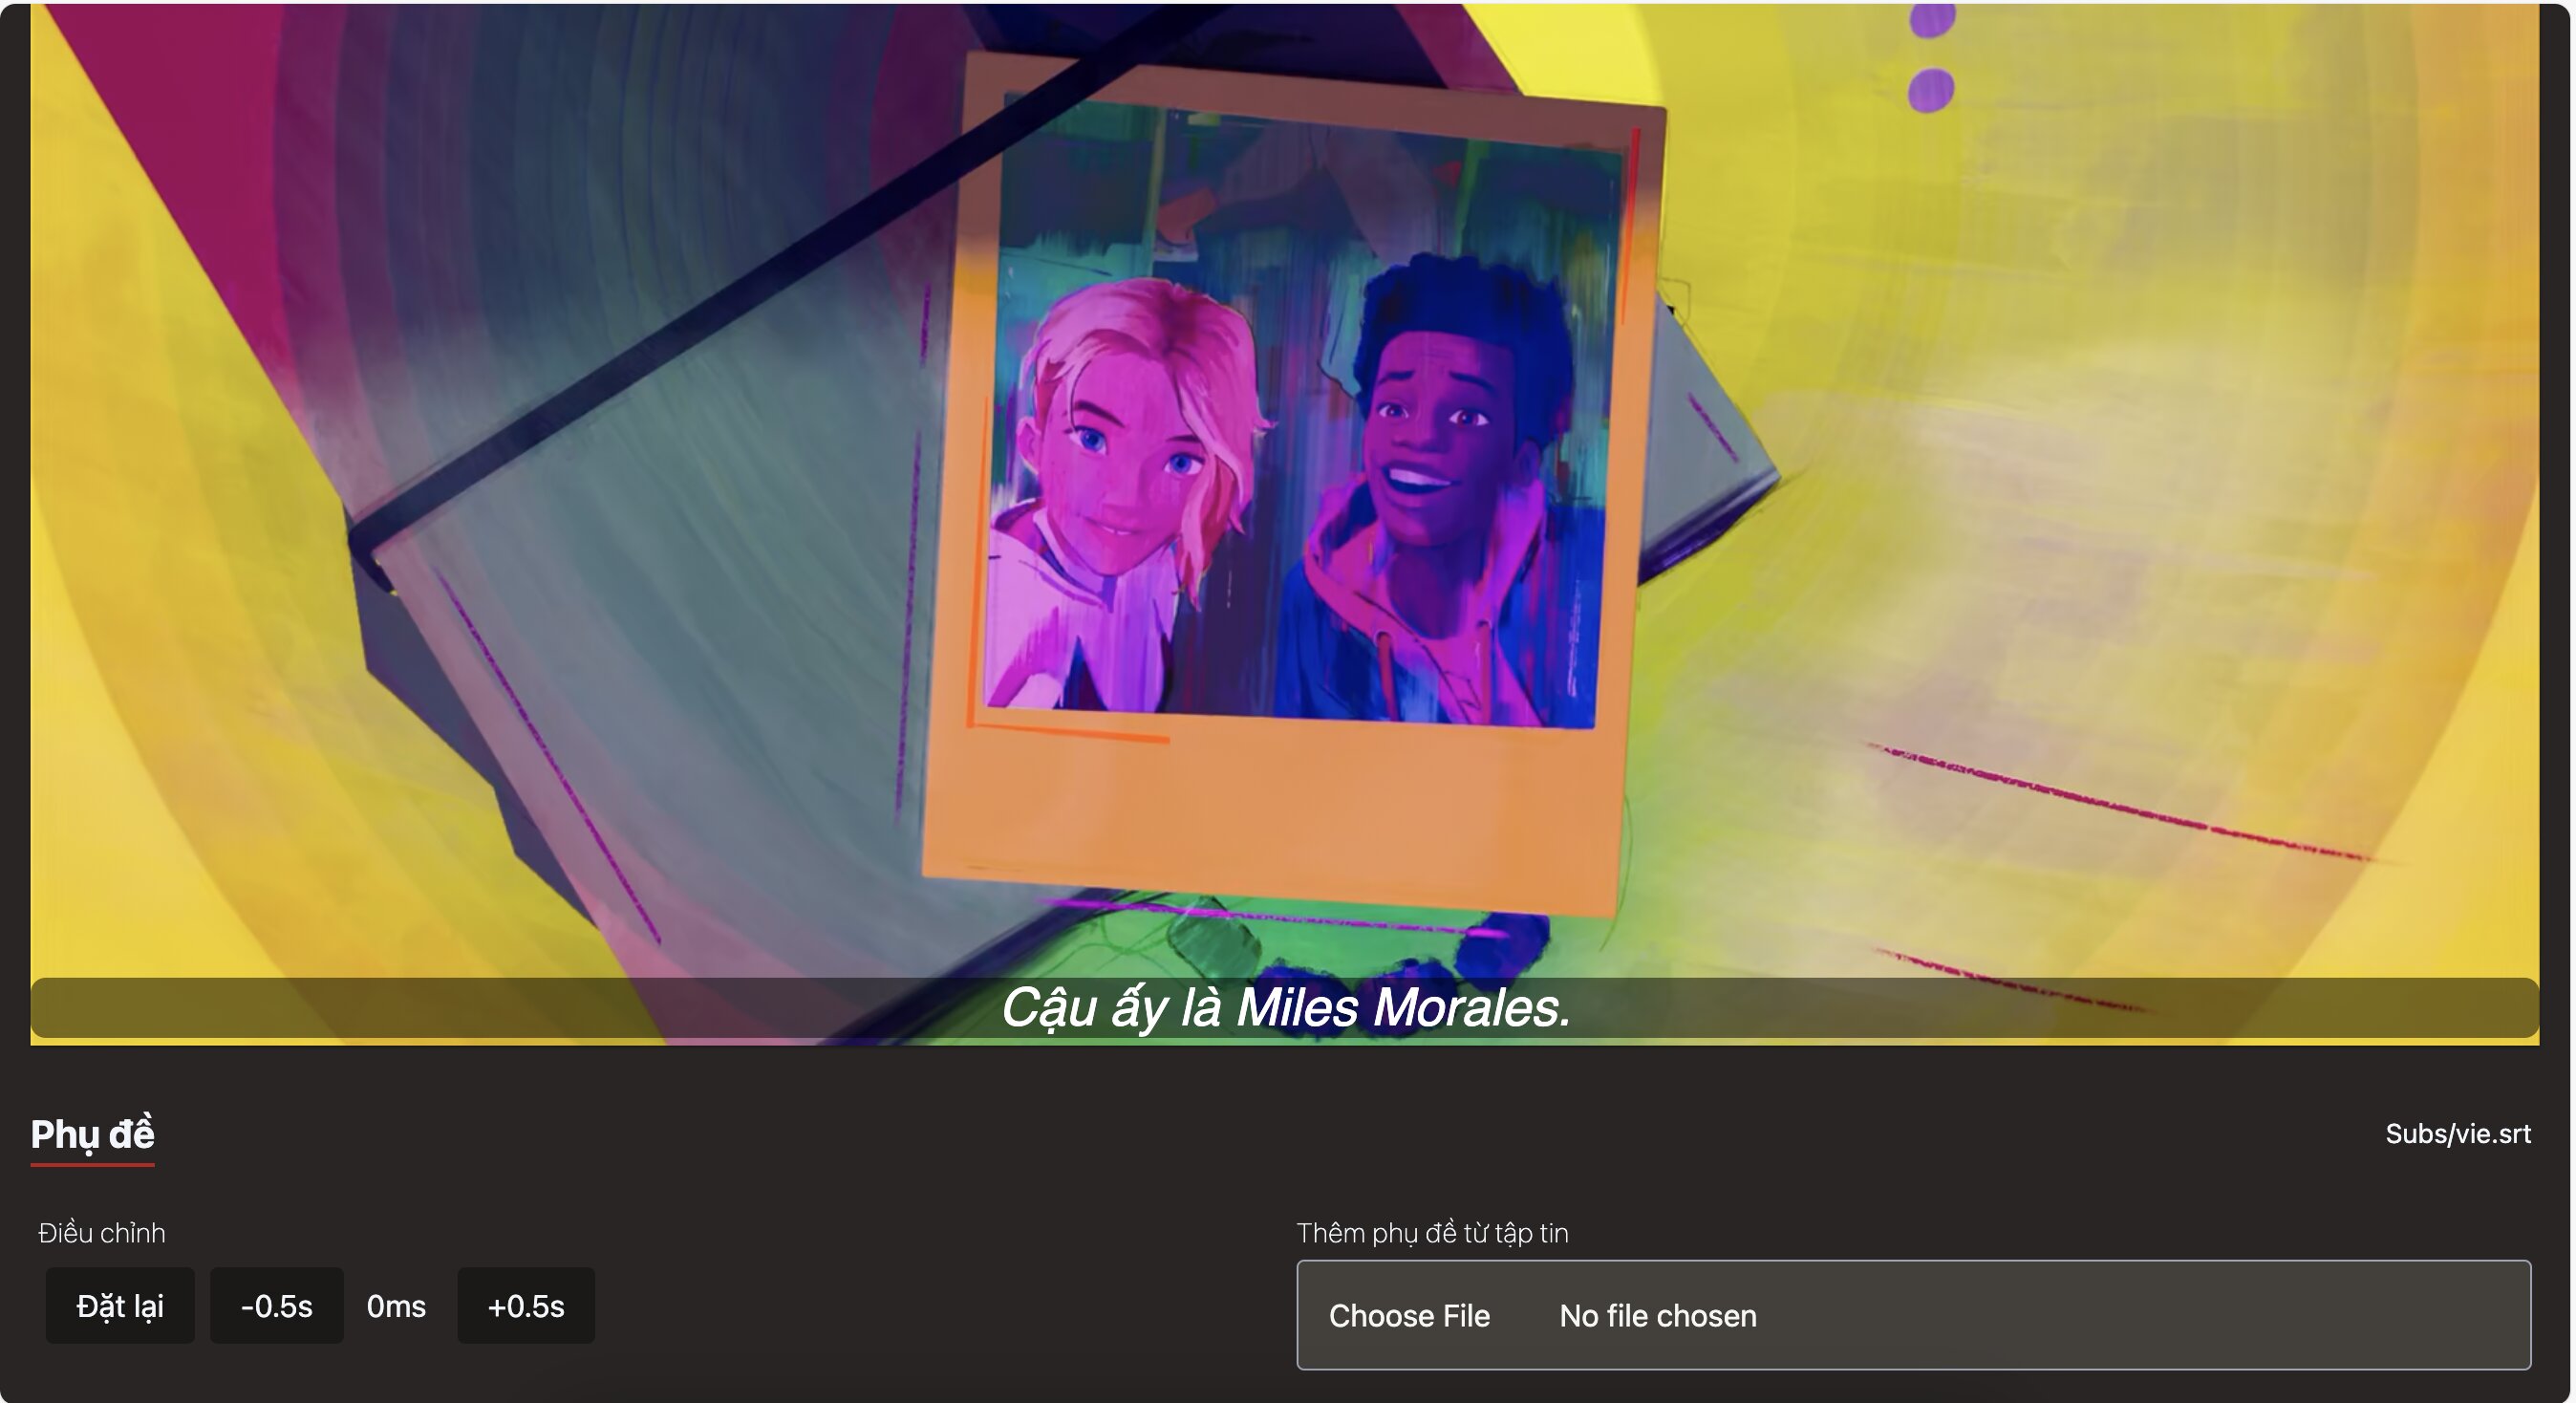 Cậu ấy là Miles Morales.
Phụ đề
Subs/vie.srt
Điều chỉnh
Thêm phụ đề từ tập tin
Đặt lại
-0.5s
0ms
+0.5s
Choose File
No file chosen